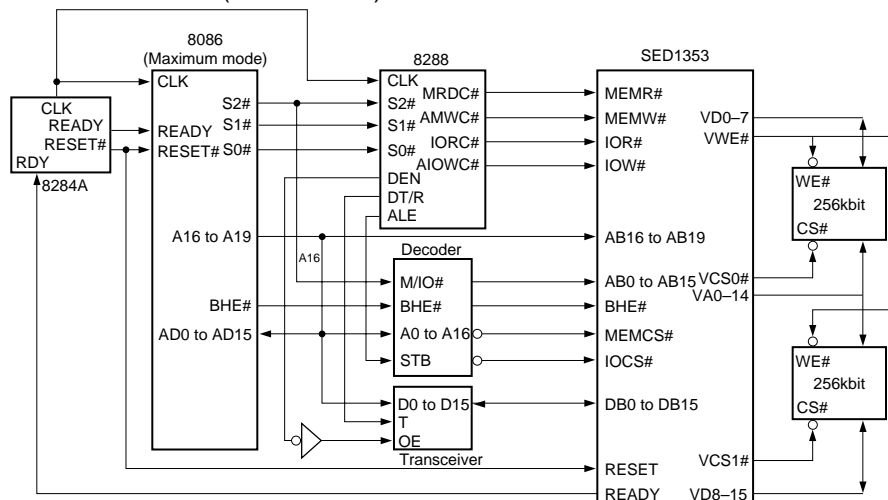 8086
(Maximum mode)
8288
SED1353
CLK
S2#
S1#
S0#
READY
RESET#
A16 to A19
BHE#
AD0 to AD15
CLK
READY
RESET#
RDY
8284A
CLK
S2#
S1#
S0#
DEN
DT/R
ALE
MRDC#
AMWC#
IORC#
AIOWC#
A16
Decoder
M/IO#
BHE#
A0 to A16
STB
D0 to D15
T
OE
Transceiver
MEMR#
MEMW#
IOR#
IOW#
AB16 to AB19
AB0 to AB15
BHE#
MEMCS#
IOCS#
DB0 to DB15
RESET
READY
VD0–7
VWE#
VCS0#
VA0–14
VCS1#
VD8–15
WE#
256kbit
CS#
WE#
256kbit
CS#